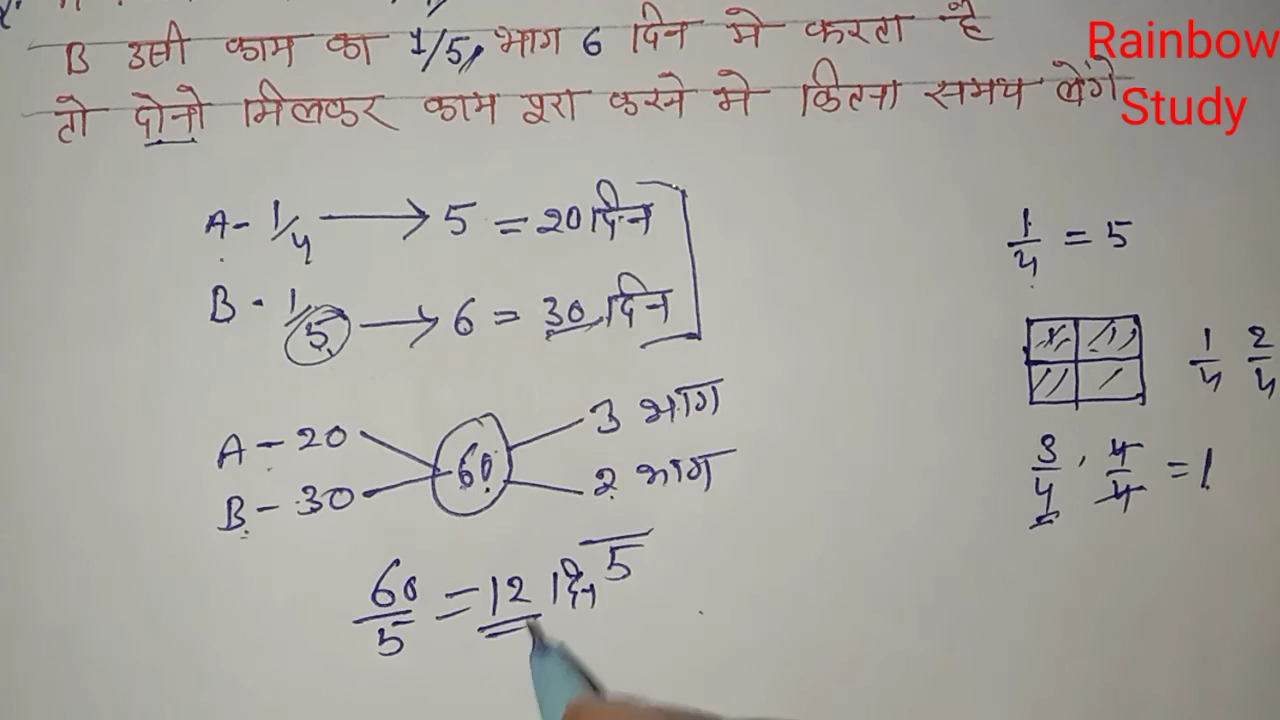 B उसी काम का 1/5, भाग 6 दिन मे करता है
तो दोनो मिलकर काम पूरा करने मे कितना समय लेंगे
Rainbow
Study
A- 1/4 → 5 = 20 दिन
B - 1/5 → 6 = 30 दिन
1/4 = 5
1/4 2/4
3/4 , 4/4 = 1
A - 20
B - 30
60
3 भाग
2 भाग
5
60/5 = 12 दिन